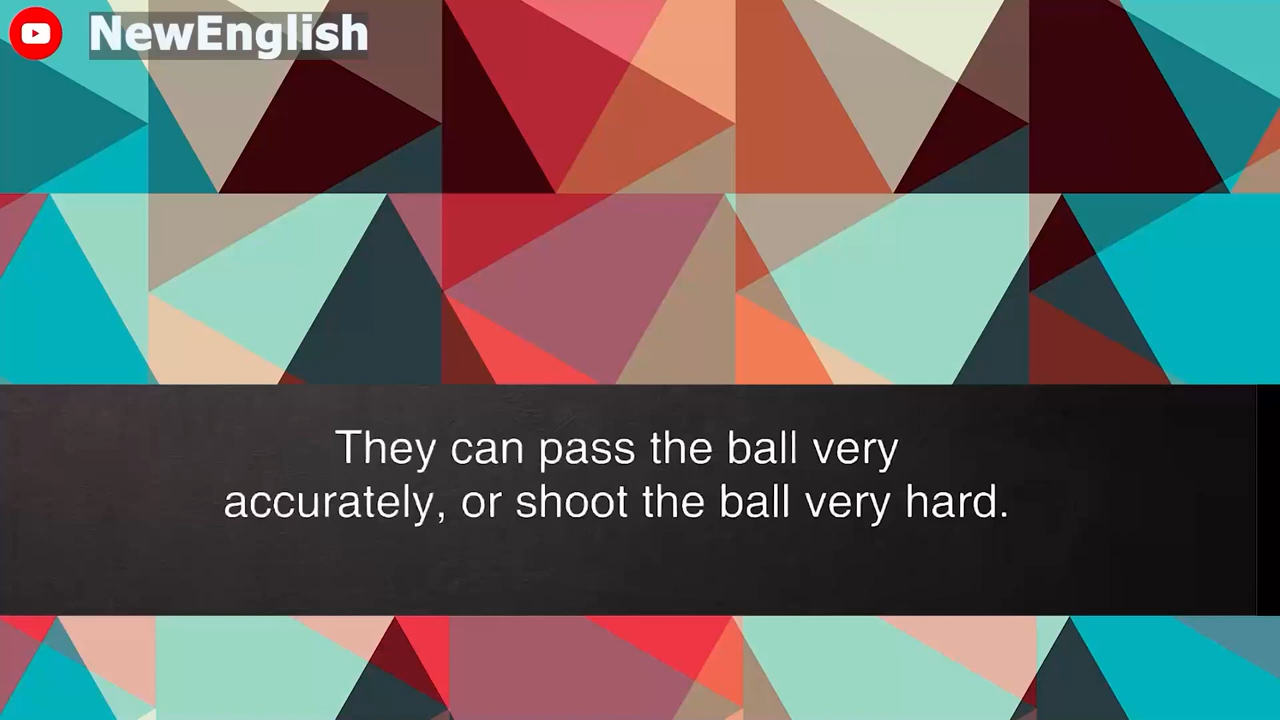 NewEnglish
They can pass the ball very
accurately, or shoot the ball very hard.